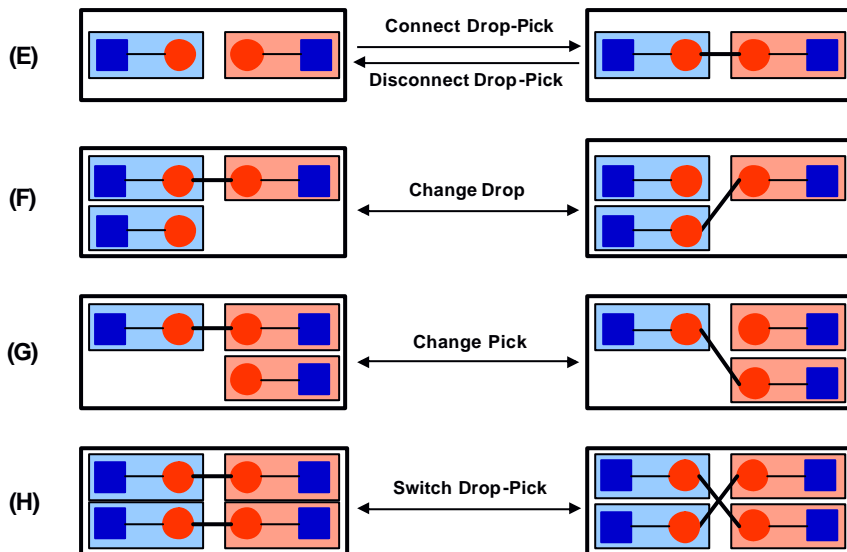 (E)
Connect Drop-Pick
Disconnect Drop-Pick
(F)
Change Drop
(G)
Change Pick
(H)
Switch Drop-Pick